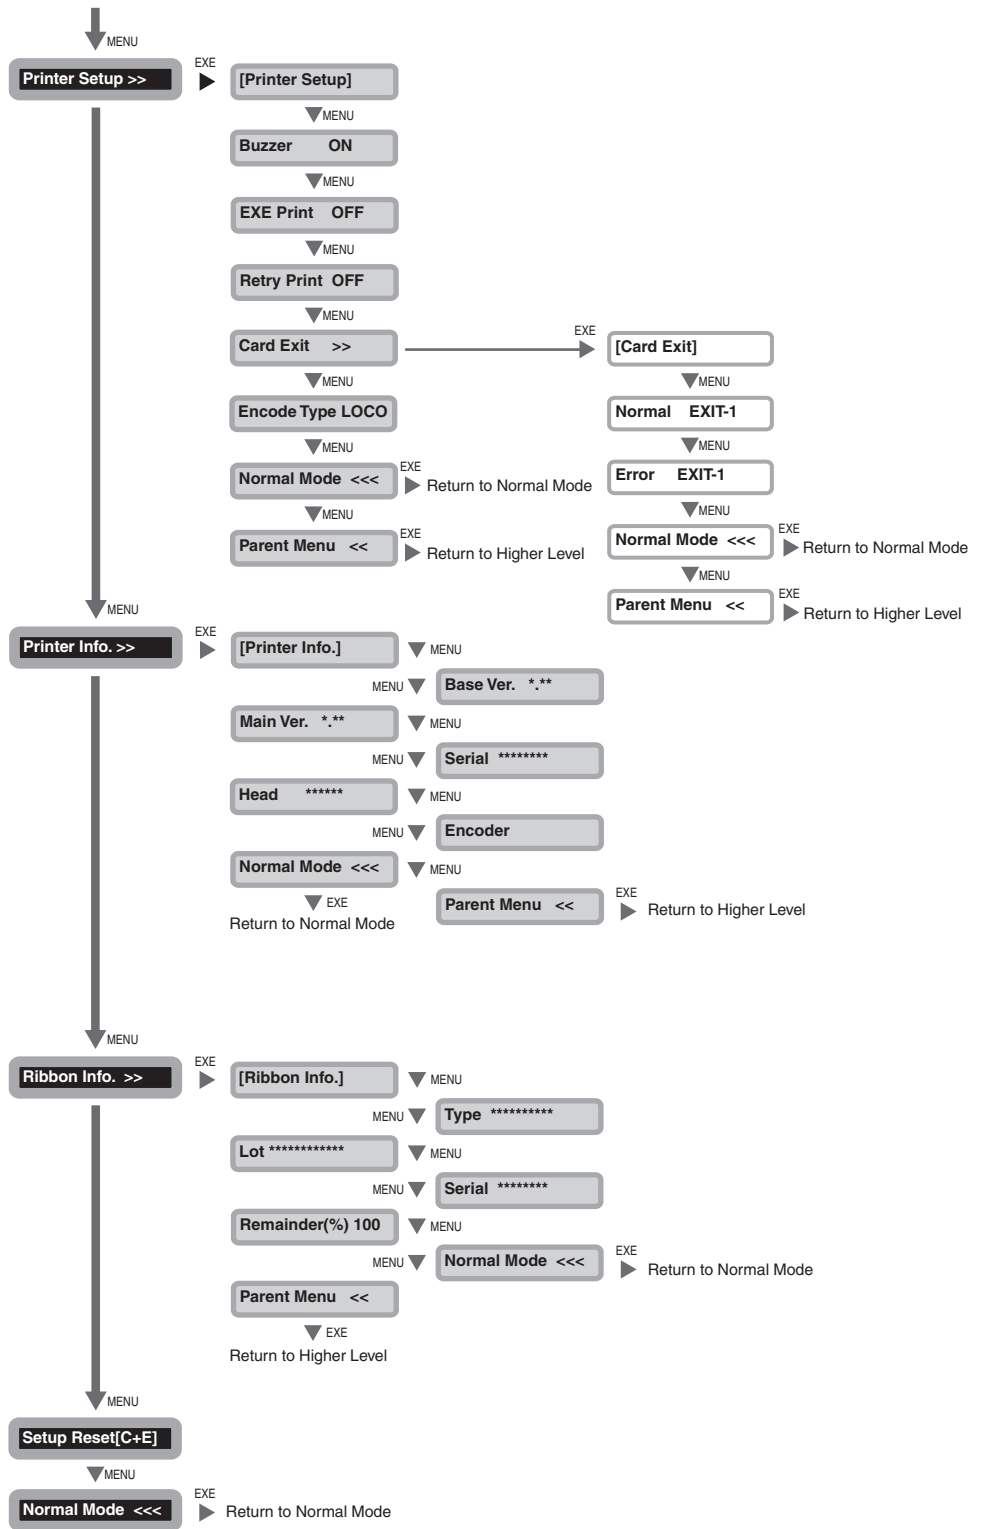 MENU
Printer Setup >>
EXE
[Printer Setup]
MENU
Buzzer ON
MENU
EXE Print OFF
MENU
Retry Print OFF
MENU
Card Exit >>
EXE
[Card Exit]
MENU
MENU
Encode Type LOCO
Normal EXIT-1
MENU
MENU
Normal Mode <<<
EXE
Return to Normal Mode
Error EXIT-1
MENU
MENU
Parent Menu <<
EXE
Return to Higher Level
Normal Mode <<<
EXE
Return to Normal Mode
MENU
Parent Menu <<
EXE
Return to Higher Level
MENU
Printer Info. >>
EXE
[Printer Info.]
MENU
MENU
Base Ver. *.**
Main Ver. *.**
MENU
MENU
Serial ********
Head ******
MENU
MENU
Encoder
Normal Mode <<<
MENU
EXE
Return to Normal Mode
Parent Menu <<
EXE
Return to Higher Level
MENU
Ribbon Info. >>
EXE
[Ribbon Info.]
MENU
MENU
Type **********
Lot ************
MENU
MENU
Serial ********
Remainder(%) 100
MENU
MENU
Normal Mode <<<
EXE
Return to Normal Mode
Parent Menu <<
EXE
Return to Higher Level
MENU
Setup Reset[C+E]
MENU
Normal Mode <<<
EXE
Return to Normal Mode